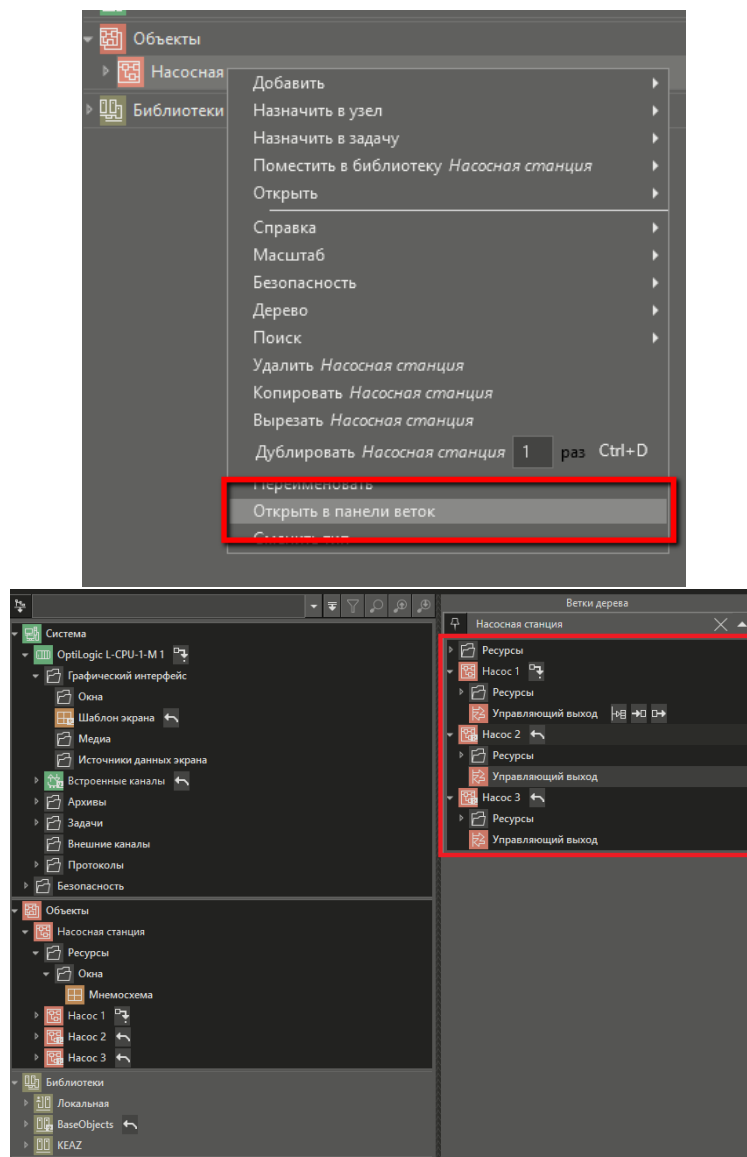 Объекты
Насосная
Библиотеки
Добавить
Назначить в узел
Назначить в задачу
Поместить в библиотеку Насосная станция
Открыть
Справка
Масштаб
Безопасность
Дерево
Поиск
Удалить Насосная станция
Копировать Насосная станция
Вырезать Насосная станция
Дублировать Насосная станция 1 раз Ctrl+D
Переименовать
Открыть в панели веток
Сменить тип
Система
OptiLogic L-CPU-1-M 1
Графический интерфейс
Окна
Шаблон экрана
Медиа
Источники данных экрана
Встроенные каналы
Архивы
Задачи
Внешние каналы
Протоколы
Безопасность
Объекты
Насосная станция
Ресурсы
Окна
Мнемосхема
Насос 1
Насос 2
Насос 3
Библиотеки
Локальная
BaseObjects
KEAZ
Ветки дерева
Насосная станция
Ресурсы
Насос 1
Ресурсы
Управляющий выход
Насос 2
Ресурсы
Управляющий выход
Насос 3
Ресурсы
Управляющий выход